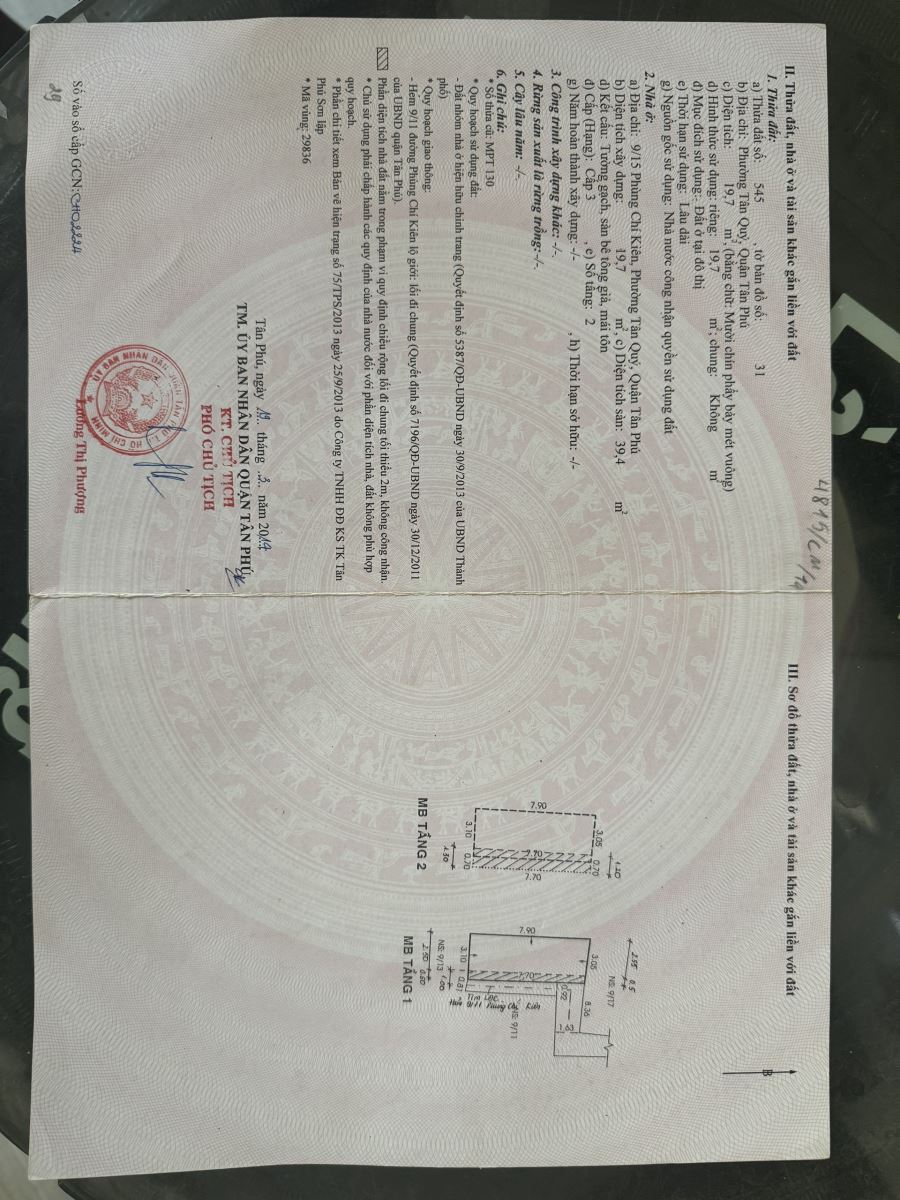 4815/CM/14
II. Thửa đất, nhà ở và tài sản khác gắn liền với đất
1. Thửa đất:
a) Thửa đất số: 545 , tờ bản đồ số: 31
b) Địa chỉ: Phường Tân Quý, Quận Tân Phú
c) Diện tích: 19,7 m², (bằng chữ: Mười chín phẩy bảy mét vuông)
d) Hình thức sử dụng: riêng: 19,7 m²; chung: Không m²
đ) Mục đích sử dụng: Đất ở tại đô thị
e) Thời hạn sử dụng: Lâu dài
g) Nguồn gốc sử dụng: Nhà nước công nhận quyền sử dụng đất
2. Nhà ở:
a) Địa chỉ: 9/15 Phùng Chí Kiên, Phường Tân Quý, Quận Tân Phú
b) Diện tích xây dựng: 19,7 m², c) Diện tích sàn: 39,4 m²
d) Kết cấu: Tường gạch, sàn bê tông giả, mái tôn
đ) Cấp (Hạng): Cấp 3 , e) Số tầng: 2
g) Năm hoàn thành xây dựng: -/- , h) Thời hạn sở hữu: -/-
3. Công trình xây dựng khác: -/-.
4. Rừng sản xuất là rừng trồng:-/-.
5. Cây lâu năm: -/-
6. Ghi chú:
* Số thửa cũ: MPT 130
* Quy hoạch sử dụng đất:
- Đất nhóm nhà ở hiện hữu chỉnh trang (Quyết định số 5387/QĐ-UBND ngày 30/9/2013 của UBND Thành
phố)
* Quy hoạch giao thông:
- Hẻm 9/11 đường Phùng Chí Kiên lộ giới: lối đi chung (Quyết định số 7196/QĐ-UBND ngày 30/12/2011
của UBND quận Tân Phú).
Phần diện tích nhà đất nằm trong phạm vi quy định chiều rộng lối đi chung tối thiểu 2m, không công nhận.
* Chủ sử dụng phải chấp hành các quy định của nhà nước đối với phần diện tích nhà, đất không phù hợp
quy hoạch.
* Phần chi tiết xem Bản vẽ hiện trạng số 75/TPS/2013 ngày 25/9/2013 do Công ty TNHH ĐĐ KS TK Tân
Phú Sơn lập
* Mã vùng: 29836
Tân Phú, ngày 19 tháng 3 năm 2014
TM. ỦY BAN NHÂN DÂN QUẬN TÂN PHÚ
KT. CHỦ TỊCH
PHÓ CHỦ TỊCH
Lương Thị Phượng
Số vào sổ cấp GCN: CH02224
29
III. Sơ đồ thửa đất, nhà ở và tài sản khác gắn liền với đất
B
7.90
3.05
0.70
1.20
7.70
7.70
3.10
0.70
1.30
MB TẦNG 2
2.55
0.5
NS: 9/17
7.90
3.05
0.92
8.36
1.63
7.70
3.10
0.81
NS: 9/11
NS: 9/13
1.00
2.50
0.80
Tim
Hẻm 9/11 Phùng Chí Kiên
MB TẦNG 1